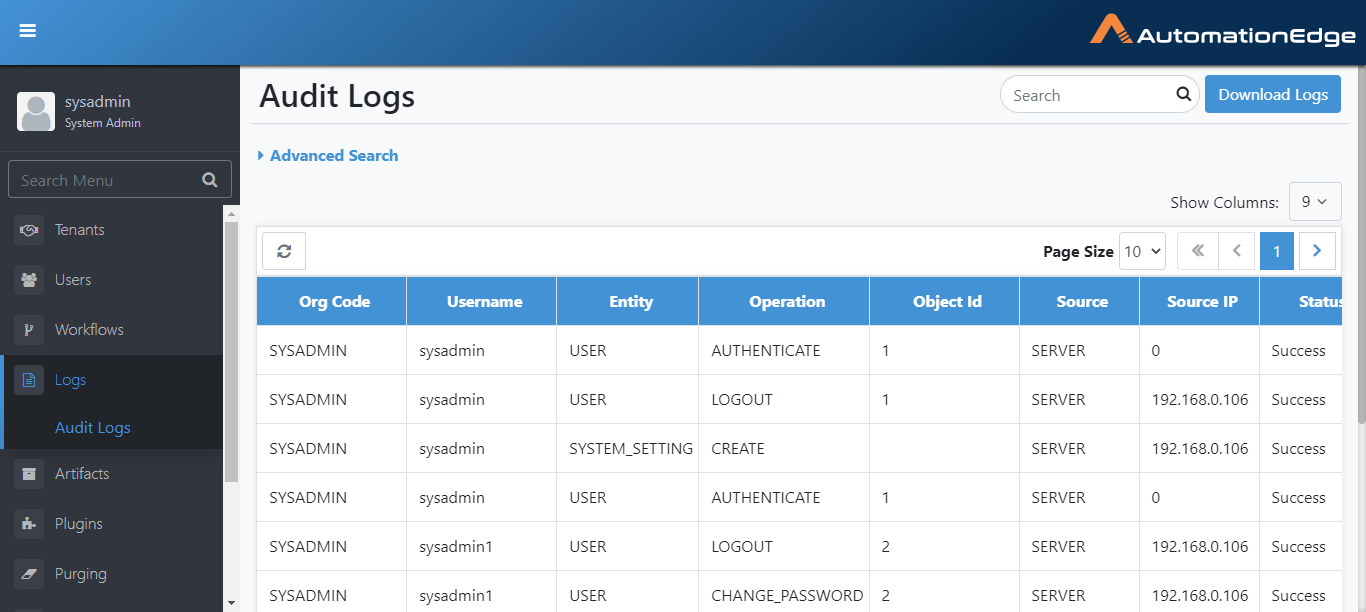 AutomationEdge
sysadmin
System Admin
Search Menu
Tenants
Users
Workflows
Logs
Audit Logs
Artifacts
Plugins
Purging
Audit Logs
Search
Download Logs
Advanced Search
Show Columns: 9
Page Size 10 1
Org Code Username Entity Operation Object Id Source Source IP Status
SYSADMIN sysadmin USER AUTHENTICATE 1 SERVER 0 Success
SYSADMIN sysadmin USER LOGOUT 1 SERVER 192.168.0.106 Success
SYSADMIN sysadmin SYSTEM_SETTING CREATE SERVER 192.168.0.106 Success
SYSADMIN sysadmin USER AUTHENTICATE 1 SERVER 0 Success
SYSADMIN sysadmin1 USER LOGOUT 2 SERVER 192.168.0.106 Success
SYSADMIN sysadmin1 USER CHANGE_PASSWORD 2 SERVER 192.168.0.106 Success